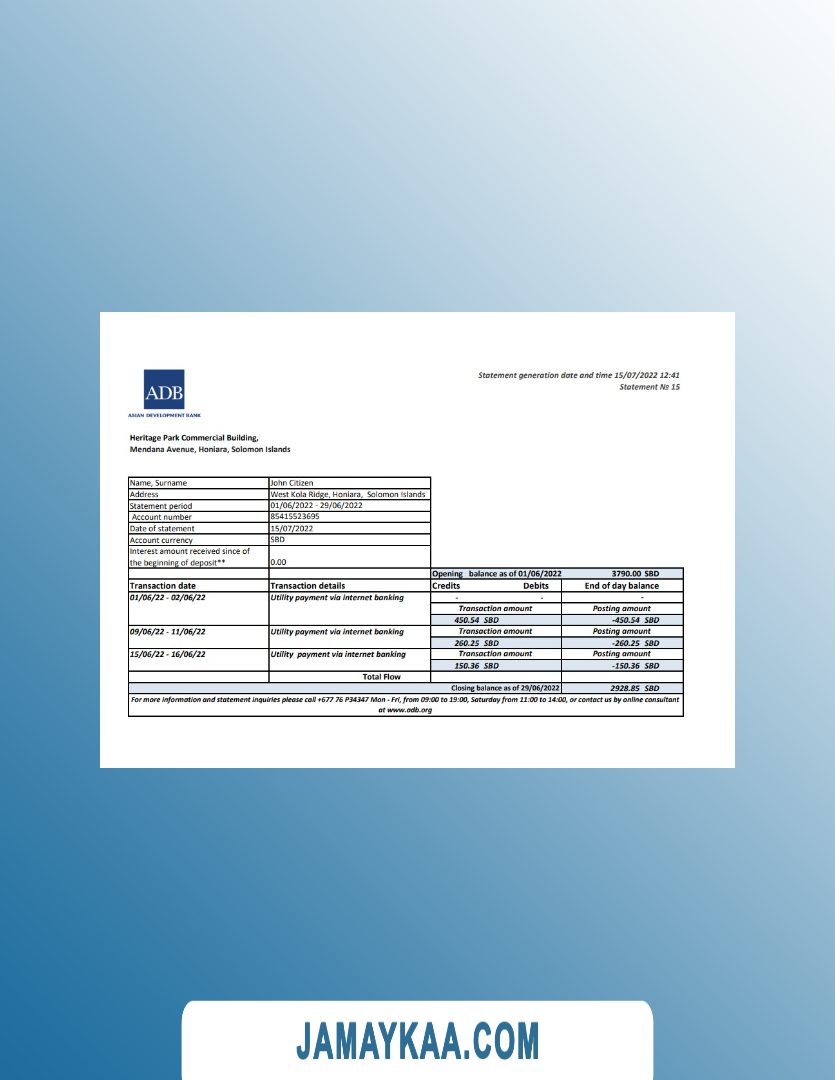 Statement generation date and time 15/07/2022 12:41
Statement № 15
ADB
ASIAN DEVELOPMENT BANK
Heritage Park Commercial Building,
Mendana Avenue, Honiara, Solomon Islands
Name, Surname John Citizen
Address West Kola Ridge, Honiara, Solomon Islands
Statement period 01/06/2022 - 29/06/2022
Account number 85415523695
Date of statement 15/07/2022
Account currency SBD
Interest amount received since of
the beginning of deposit** 0.00
Opening balance as of 01/06/2022 3790.00 SBD
Transaction date Transaction details Credits Debits End of day balance
01/06/22 - 02/06/22 Utility payment via internet banking - - -
Transaction amount Posting amount
450.54 SBD -450.54 SBD
09/06/22 - 11/06/22 Utility payment via internet banking Transaction amount Posting amount
260.25 SBD -260.25 SBD
15/06/22 - 16/06/22 Utility payment via internet banking Transaction amount Posting amount
150.36 SBD -150.36 SBD
Total Flow
Closing balance as of 29/06/2022 2928.85 SBD
For more information and statement inquiries please call +677 76 P34347 Mon - Fri, from 09:00 to 19:00, Saturday from 11:00 to 14:00, or contact us by online consultant
at www.adb.org
JAMAYKAA.COM